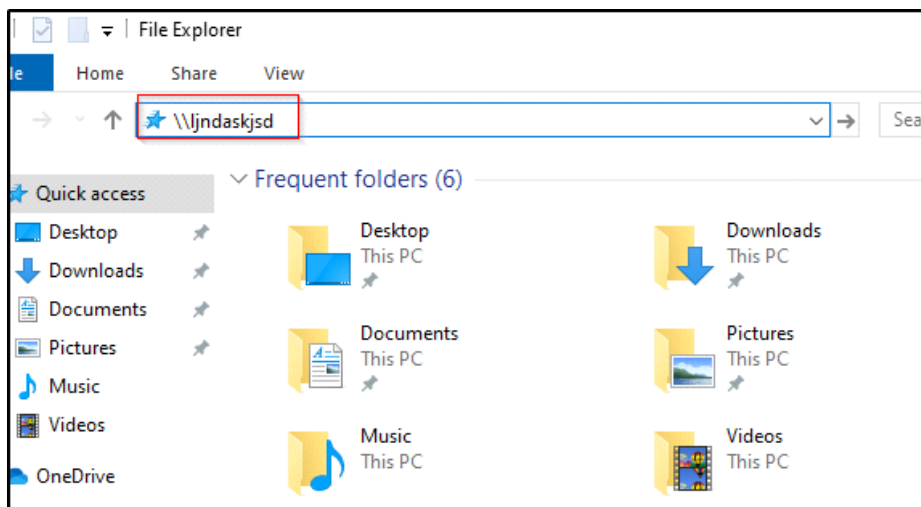 File Explorer
le
Home
Share
View
\\ljndaskjsd
Sea
Quick access
Desktop
Downloads
Documents
Pictures
Music
Videos
OneDrive
Frequent folders (6)
Desktop
This PC
Downloads
This PC
Documents
This PC
Pictures
This PC
Music
This PC
Videos
This PC